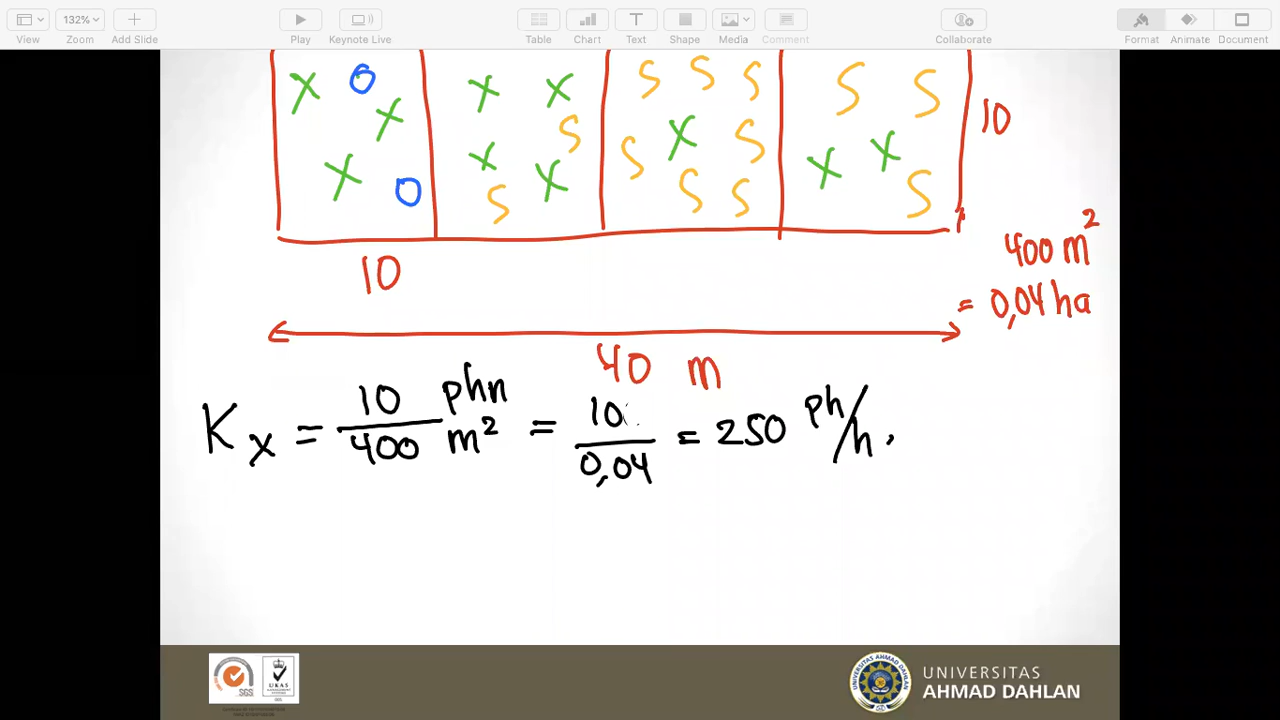 132%
View Zoom Add Slide Play Keynote Live Table Chart Text Shape Media Comment Collaborate Format Animate Document
X O X X O
X X S X X S
S S S X S S S S
S S X X S
10
10
400 m²
= 0,04 ha
40 m
Kx = 10/400 phn/m² = 10/0,04 = 250 ph/h.
SGS
UKAS
UNIVERSITAS
AHMAD DAHLAN